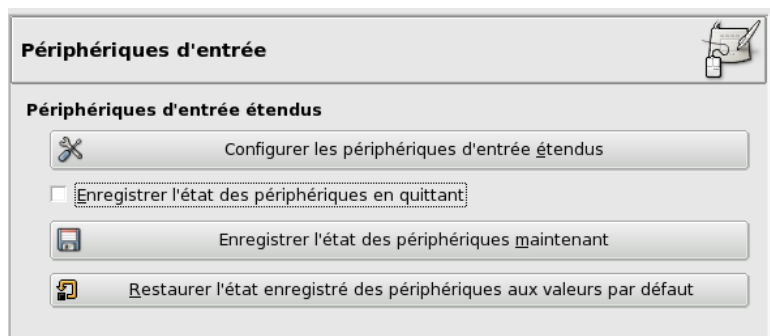 Périphériques d'entrée
Périphériques d'entrée étendus
Configurer les périphériques d'entrée étendus
Enregistrer l'état des périphériques en quittant
Enregistrer l'état des périphériques maintenant
Restaurer l'état enregistré des périphériques aux valeurs par défaut